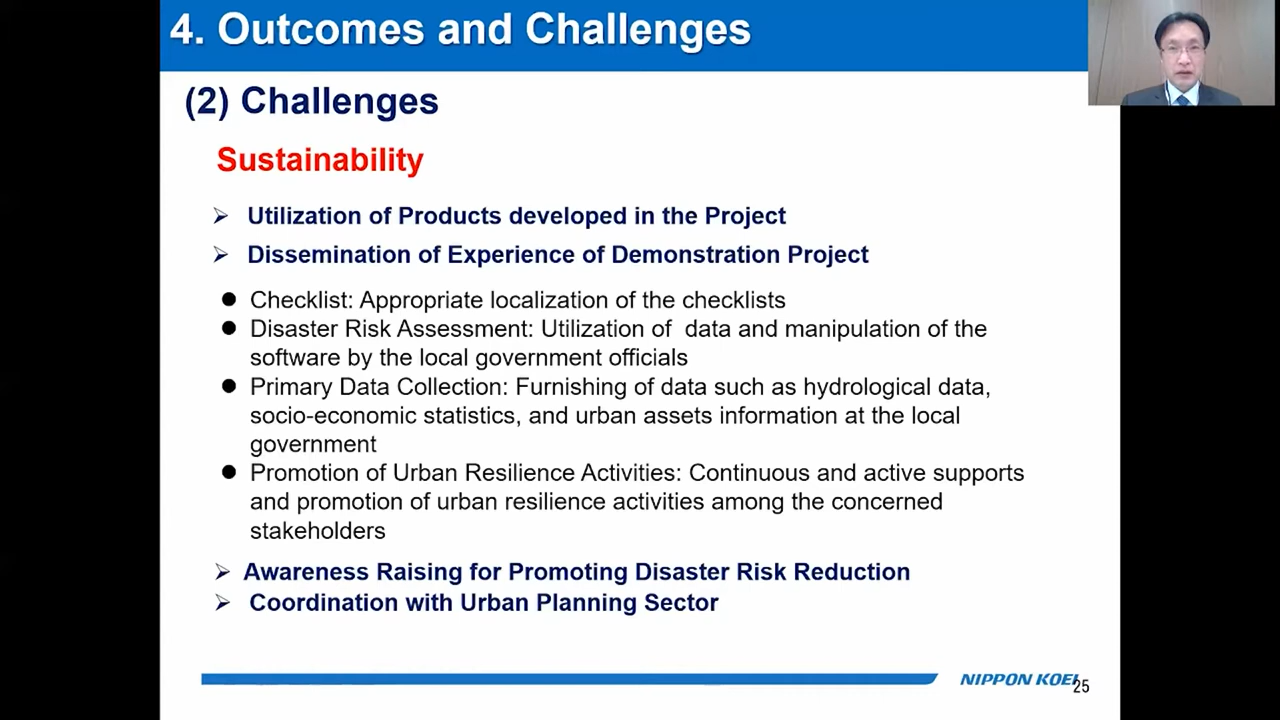 4. Outcomes and Challenges
(2) Challenges
Sustainability
➢ Utilization of Products developed in the Project
➢ Dissemination of Experience of Demonstration Project
● Checklist: Appropriate localization of the checklists
● Disaster Risk Assessment: Utilization of data and manipulation of the
software by the local government officials
● Primary Data Collection: Furnishing of data such as hydrological data,
socio-economic statistics, and urban assets information at the local
government
● Promotion of Urban Resilience Activities: Continuous and active supports
and promotion of urban resilience activities among the concerned
stakeholders
➢ Awareness Raising for Promoting Disaster Risk Reduction
➢ Coordination with Urban Planning Sector
NIPPON KOEI
25